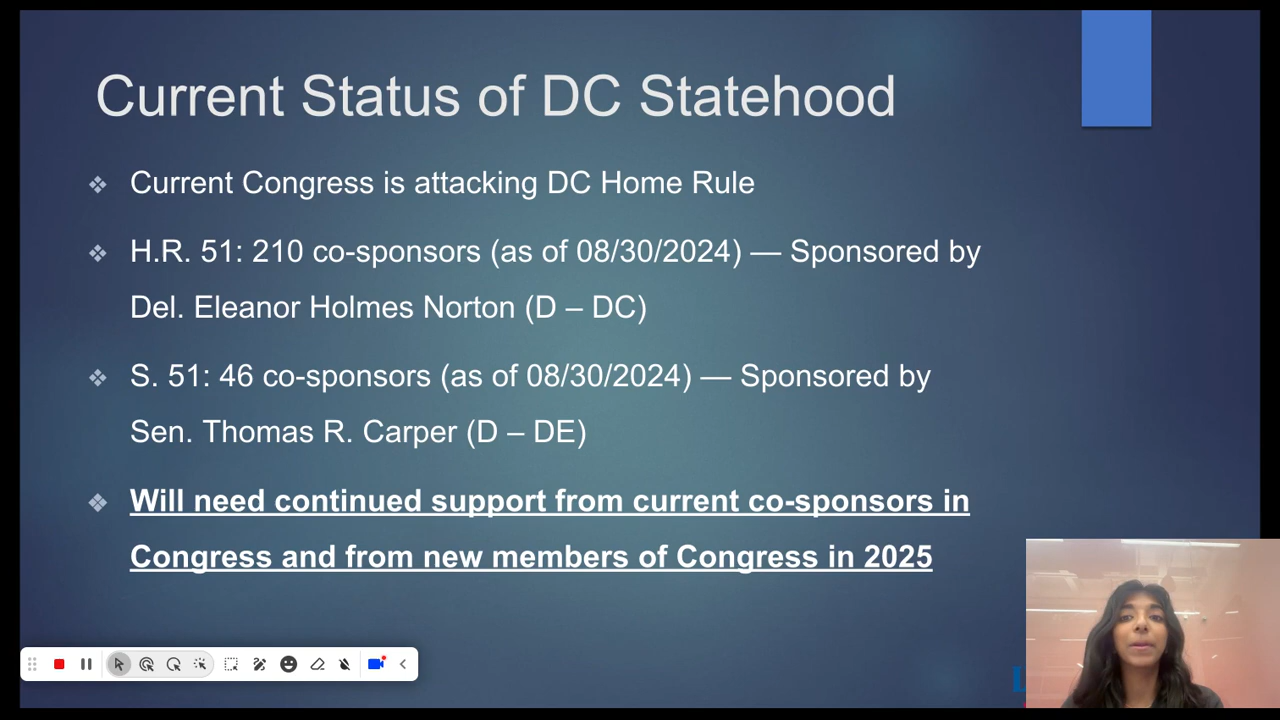 Current Status of DC Statehood
Current Congress is attacking DC Home Rule
H.R. 51: 210 co-sponsors (as of 08/30/2024) — Sponsored by
Del. Eleanor Holmes Norton (D – DC)
S. 51: 46 co-sponsors (as of 08/30/2024) — Sponsored by
Sen. Thomas R. Carper (D – DE)
Will need continued support from current co-sponsors in
Congress and from new members of Congress in 2025